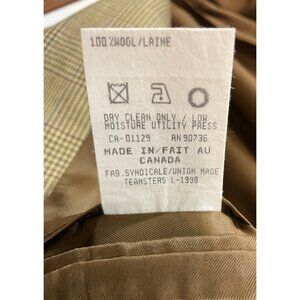 100%WOOL/LAINE
DRY CLEAN ONLY / LOW
MOISTURE UTILITY PRESS
CA-01129 RN 90736
MADE IN/FAIT AU
CANADA
FAB.SYNDICALE/UNION MADE
TEAMSTERS L-1998